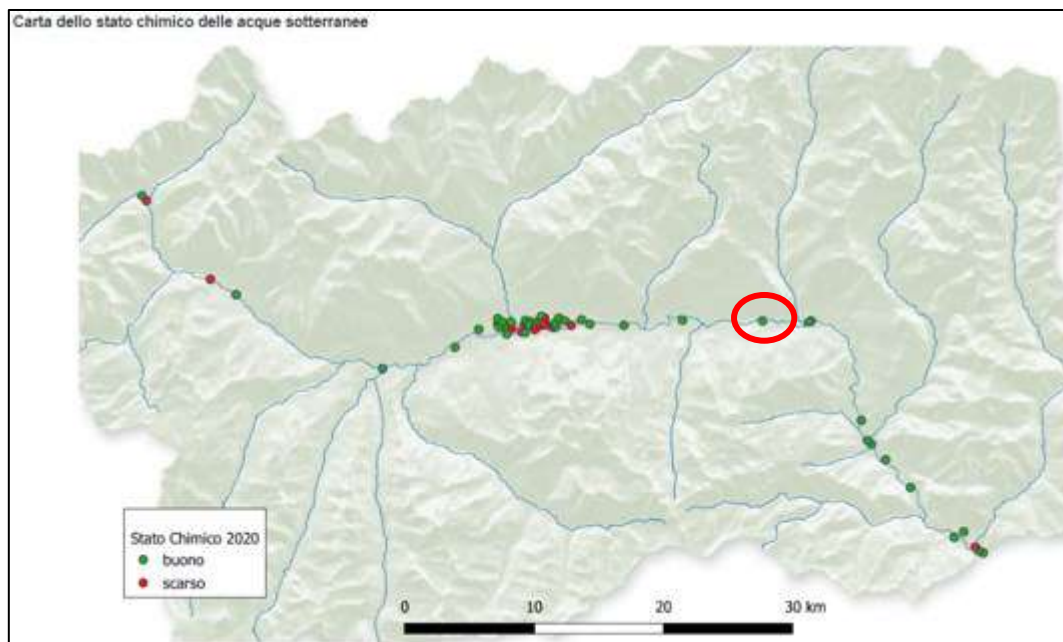 Carta dello stato chimico delle acque sotterranee
Stato Chimico 2020
buono
scarso
0 10 20 30 km